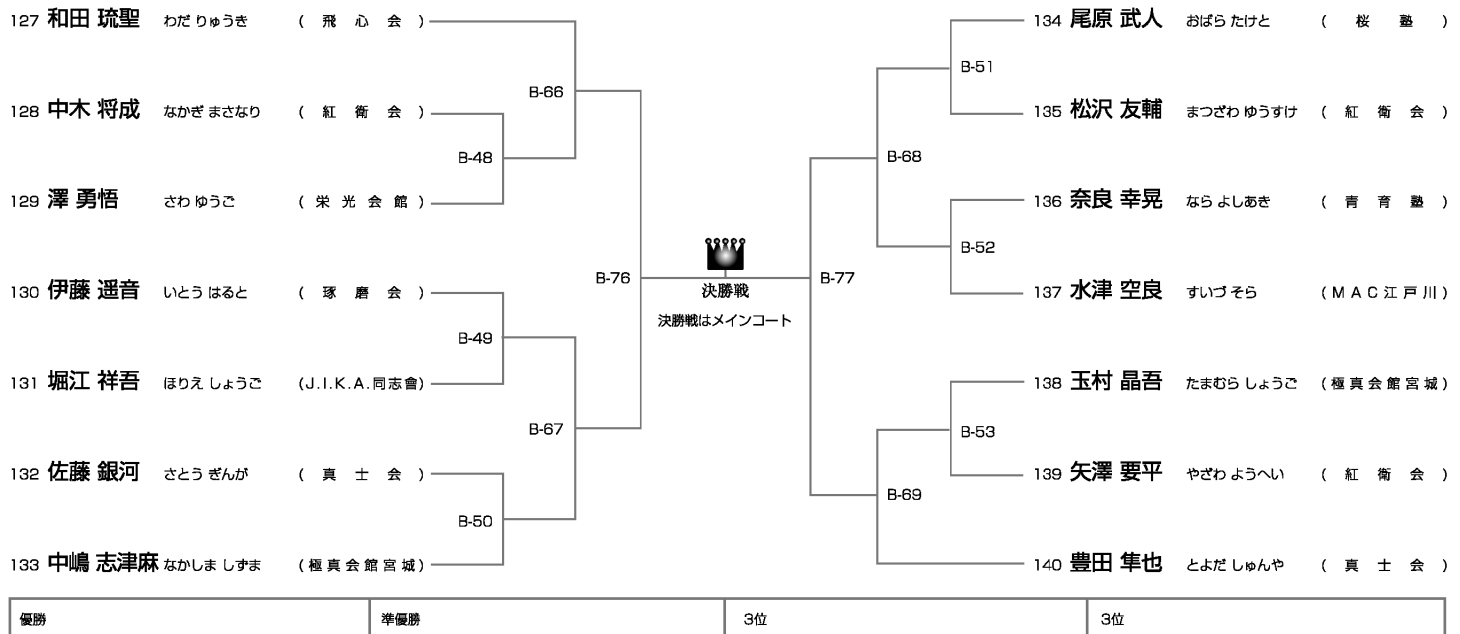 127 和田 琉聖 わだ りゅうき （ 飛 心 会 ）
B-66
128 中木 将成 なかぎ まさなり （ 紅 衛 会 ）
B-48
129 澤 勇悟 さわ ゆうご （ 栄 光 会 館 ）
B-76
130 伊藤 遥音 いとう はると （ 琢 磨 会 ）
B-49
131 堀江 祥吾 ほりえ しょうご （J.I.K.A.同志會）
B-67
132 佐藤 銀河 さとう ぎんが （ 真 士 会 ）
B-50
133 中嶋 志津麻 なかしま しずま （極真会館宮城）
決勝戦
決勝戦はメインコート
134 尾原 武人 おばら たけと （ 桜 塾 ）
B-51
135 松沢 友輔 まつざわ ゆうすけ （ 紅 衛 会 ）
B-68
136 奈良 幸晃 なら よしあき （ 青 育 塾 ）
B-52
B-77
137 水津 空良 すいづ そら （MAC江戸川）
138 玉村 晶吾 たまむら しょうご （極真会館宮城）
B-53
139 矢澤 要平 やざわ ようへい （ 紅 衛 会 ）
B-69
140 豊田 隼也 とよだ しゅんや （ 真 士 会 ）
優勝 準優勝 3位 3位